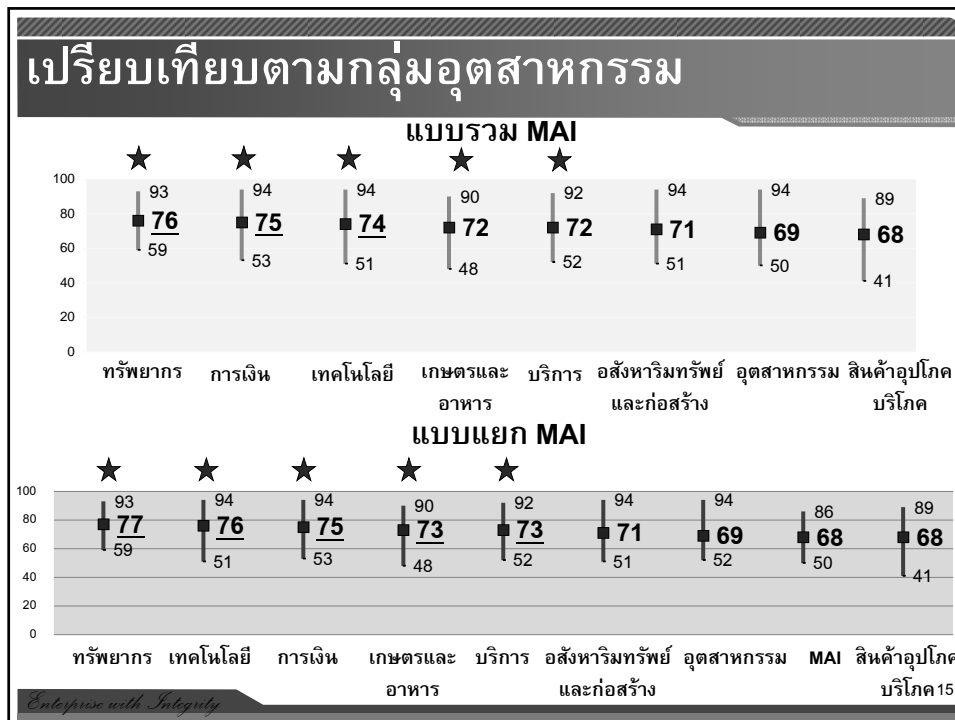 เปรียบเทียบตามกลุ่มอุตสาหกรรม
แบบรวม MAI
100
80
60
40
20
0
93 94 94 90 92 94 94 89
76 75 74 72 72 71 69 68
59 53 51 48 52 51 50 41
ทรัพยากร การเงิน เทคโนโลยี เกษตรและ บริการ อสังหาริมทรัพย์ อุตสาหกรรม สินค้าอุปโภค
อาหาร และก่อสร้าง บริโภค
แบบแยก MAI
100
80
60
40
20
0
93 94 94 90 92 94 94 86 89
77 76 75 73 73 71 69 68 68
59 51 53 48 52 51 52 50 41
ทรัพยากร เทคโนโลยี การเงิน เกษตรและ บริการ อสังหาริมทรัพย์ อุตสาหกรรม MAI สินค้าอุปโภค
อาหาร และก่อสร้าง บริโภค 15
Enterprise with Integrity